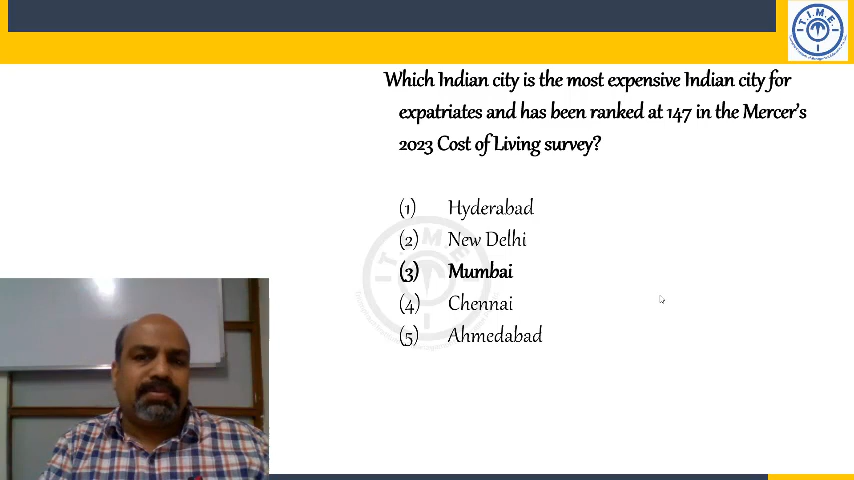 T.I.M.E.
Which Indian city is the most expensive Indian city for
expatriates and has been ranked at 147 in the Mercer's
2023 Cost of Living survey?
(1) Hyderabad
(2) New Delhi
(3) Mumbai
(4) Chennai
(5) Ahmedabad